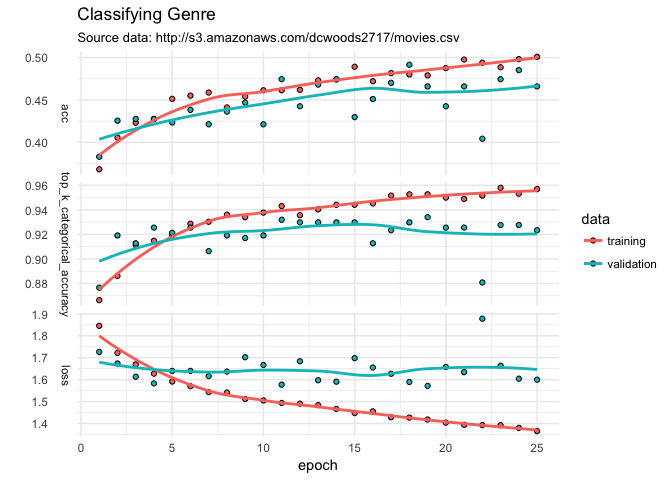 Classifying Genre
Source data: http://s3.amazonaws.com/dcwoods2717/movies.csv
0.50
0.45
0.40
acc
0.96
0.94
0.92
0.90
0.88
top_k_categorical_accuracy
1.9
1.8
1.7
1.6
1.5
1.4
loss
0 5 10 15 20 25
epoch
data
training
validation